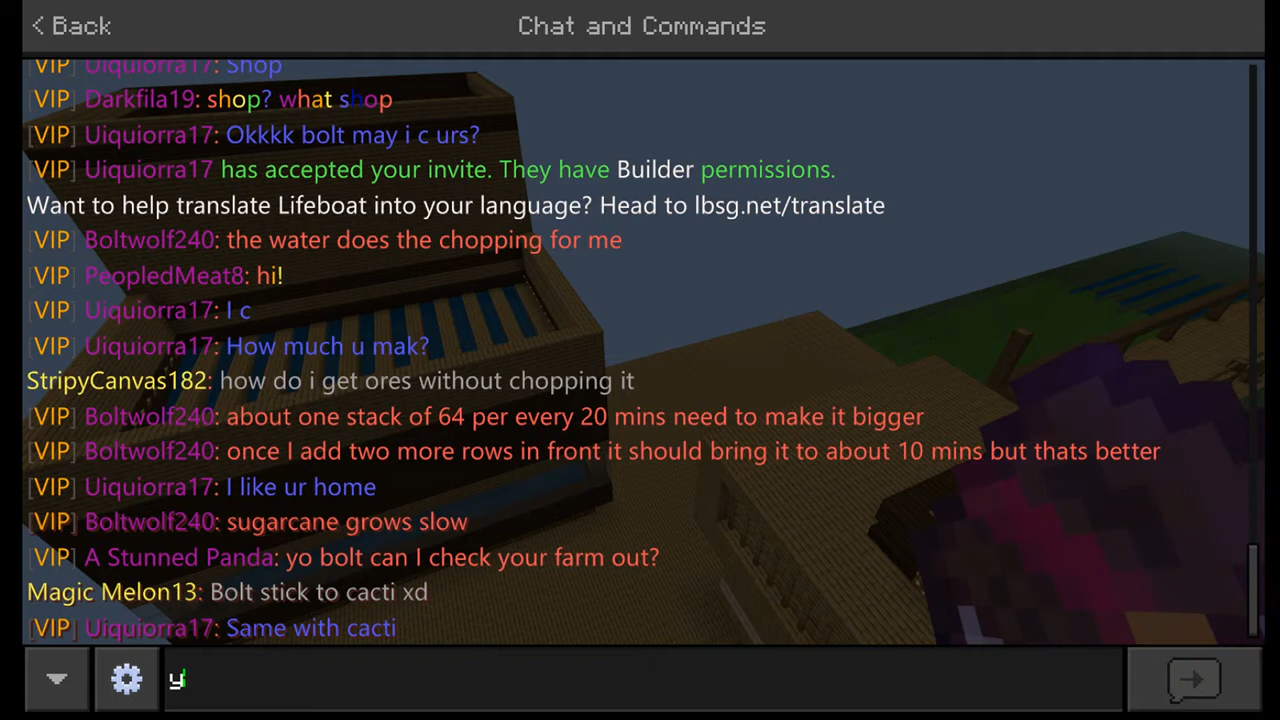 Back
Chat and Commands
[VIP] Uiquiorra17: Shop
[VIP] Darkfila19: shop? what shop
[VIP] Uiquiorra17: Okkkk bolt may i c urs?
[VIP] Uiquiorra17 has accepted your invite. They have Builder permissions.
Want to help translate Lifeboat into your language? Head to lbsg.net/translate
[VIP] Boltwolf240: the water does the chopping for me
[VIP] PeopledMeat8: hi!
[VIP] Uiquiorra17: I c
[VIP] Uiquiorra17: How much u mak?
StripyCanvas182: how do i get ores without chopping it
[VIP] Boltwolf240: about one stack of 64 per every 20 mins need to make it bigger
[VIP] Boltwolf240: once I add two more rows in front it should bring it to about 10 mins but thats better
[VIP] Uiquiorra17: I like ur home
[VIP] Boltwolf240: sugarcane grows slow
[VIP] A Stunned Panda: yo bolt can I check your farm out?
Magic Melon13: Bolt stick to cacti xd
[VIP] Uiquiorra17: Same with cacti
y